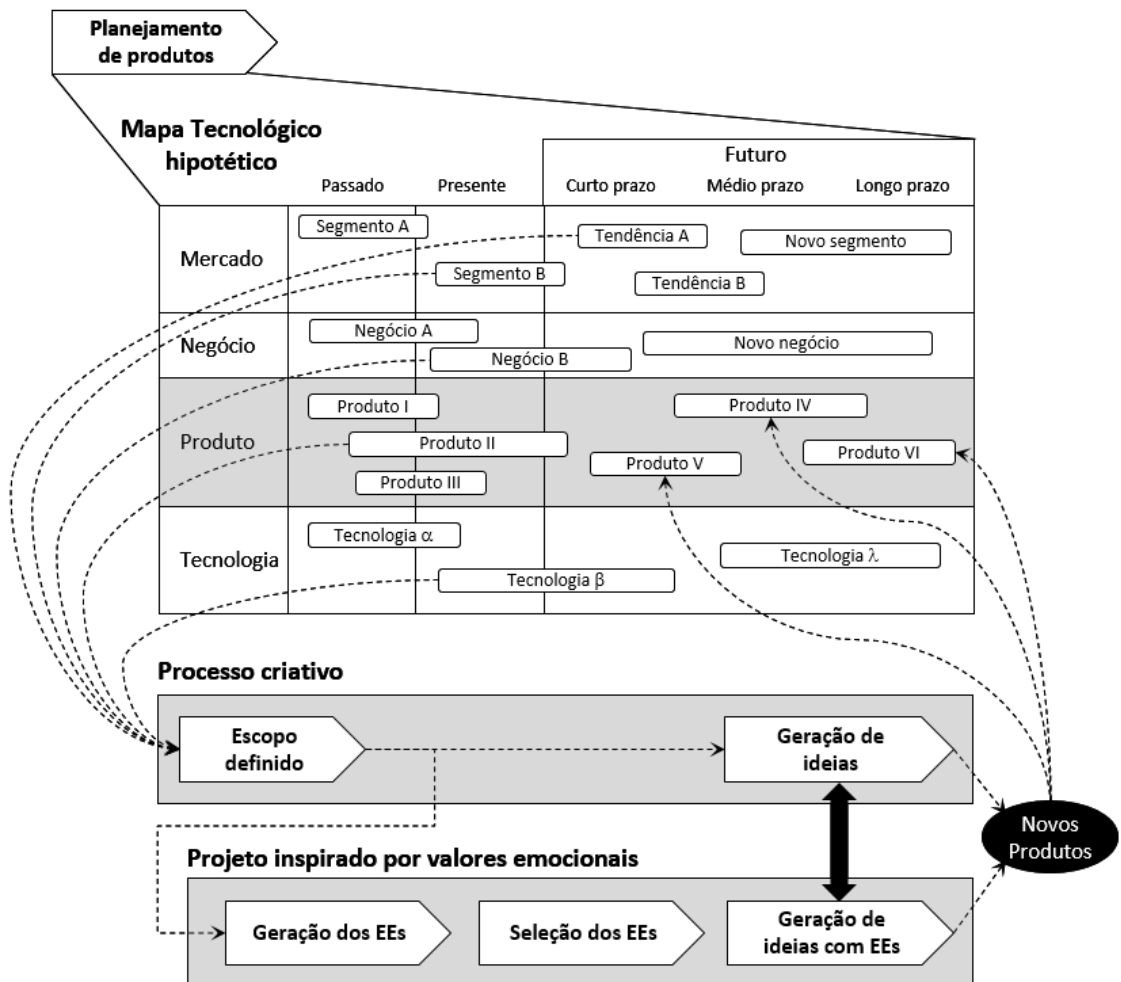 Planejamento
de produtos
Mapa Tecnológico
hipotético
Futuro
Passado
Presente
Curto prazo
Médio prazo
Longo prazo
Mercado
Segmento A
Tendência A
Novo segmento
Segmento B
Tendência B
Negócio
Negócio A
Novo negócio
Negócio B
Produto
Produto I
Produto IV
Produto II
Produto VI
Produto V
Produto III
Tecnologia
Tecnologia α
Tecnologia λ
Tecnologia β
Processo criativo
Escopo
definido
Geração de
ideias
Novos
Produtos
Projeto inspirado por valores emocionais
Geração dos EEs
Seleção dos EEs
Geração de
ideias com EEs